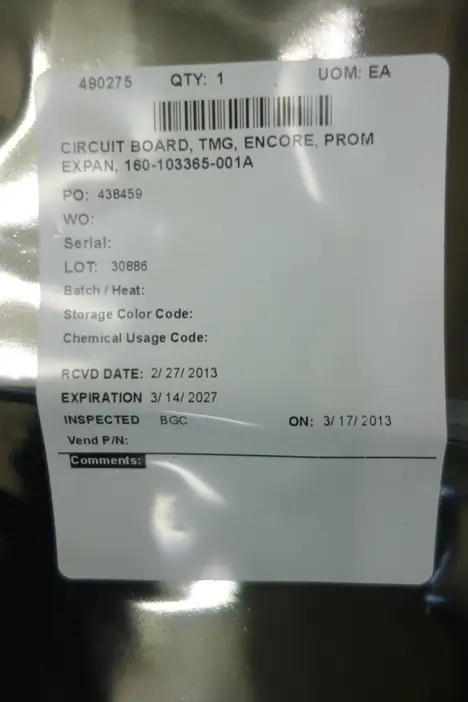 490275 QTY: 1 UOM: EA
CIRCUIT BOARD, TMG, ENCORE, PROM
EXPAN, 160-103365-001A
PO: 438459
WO:
Serial:
LOT: 30886
Batch / Heat:
Storage Color Code:
Chemical Usage Code:
RCVD DATE: 2/27/2013
EXPIRATION 3/14/2027
INSPECTED BGC ON: 3/17/2013
Vend P/N:
Comments: